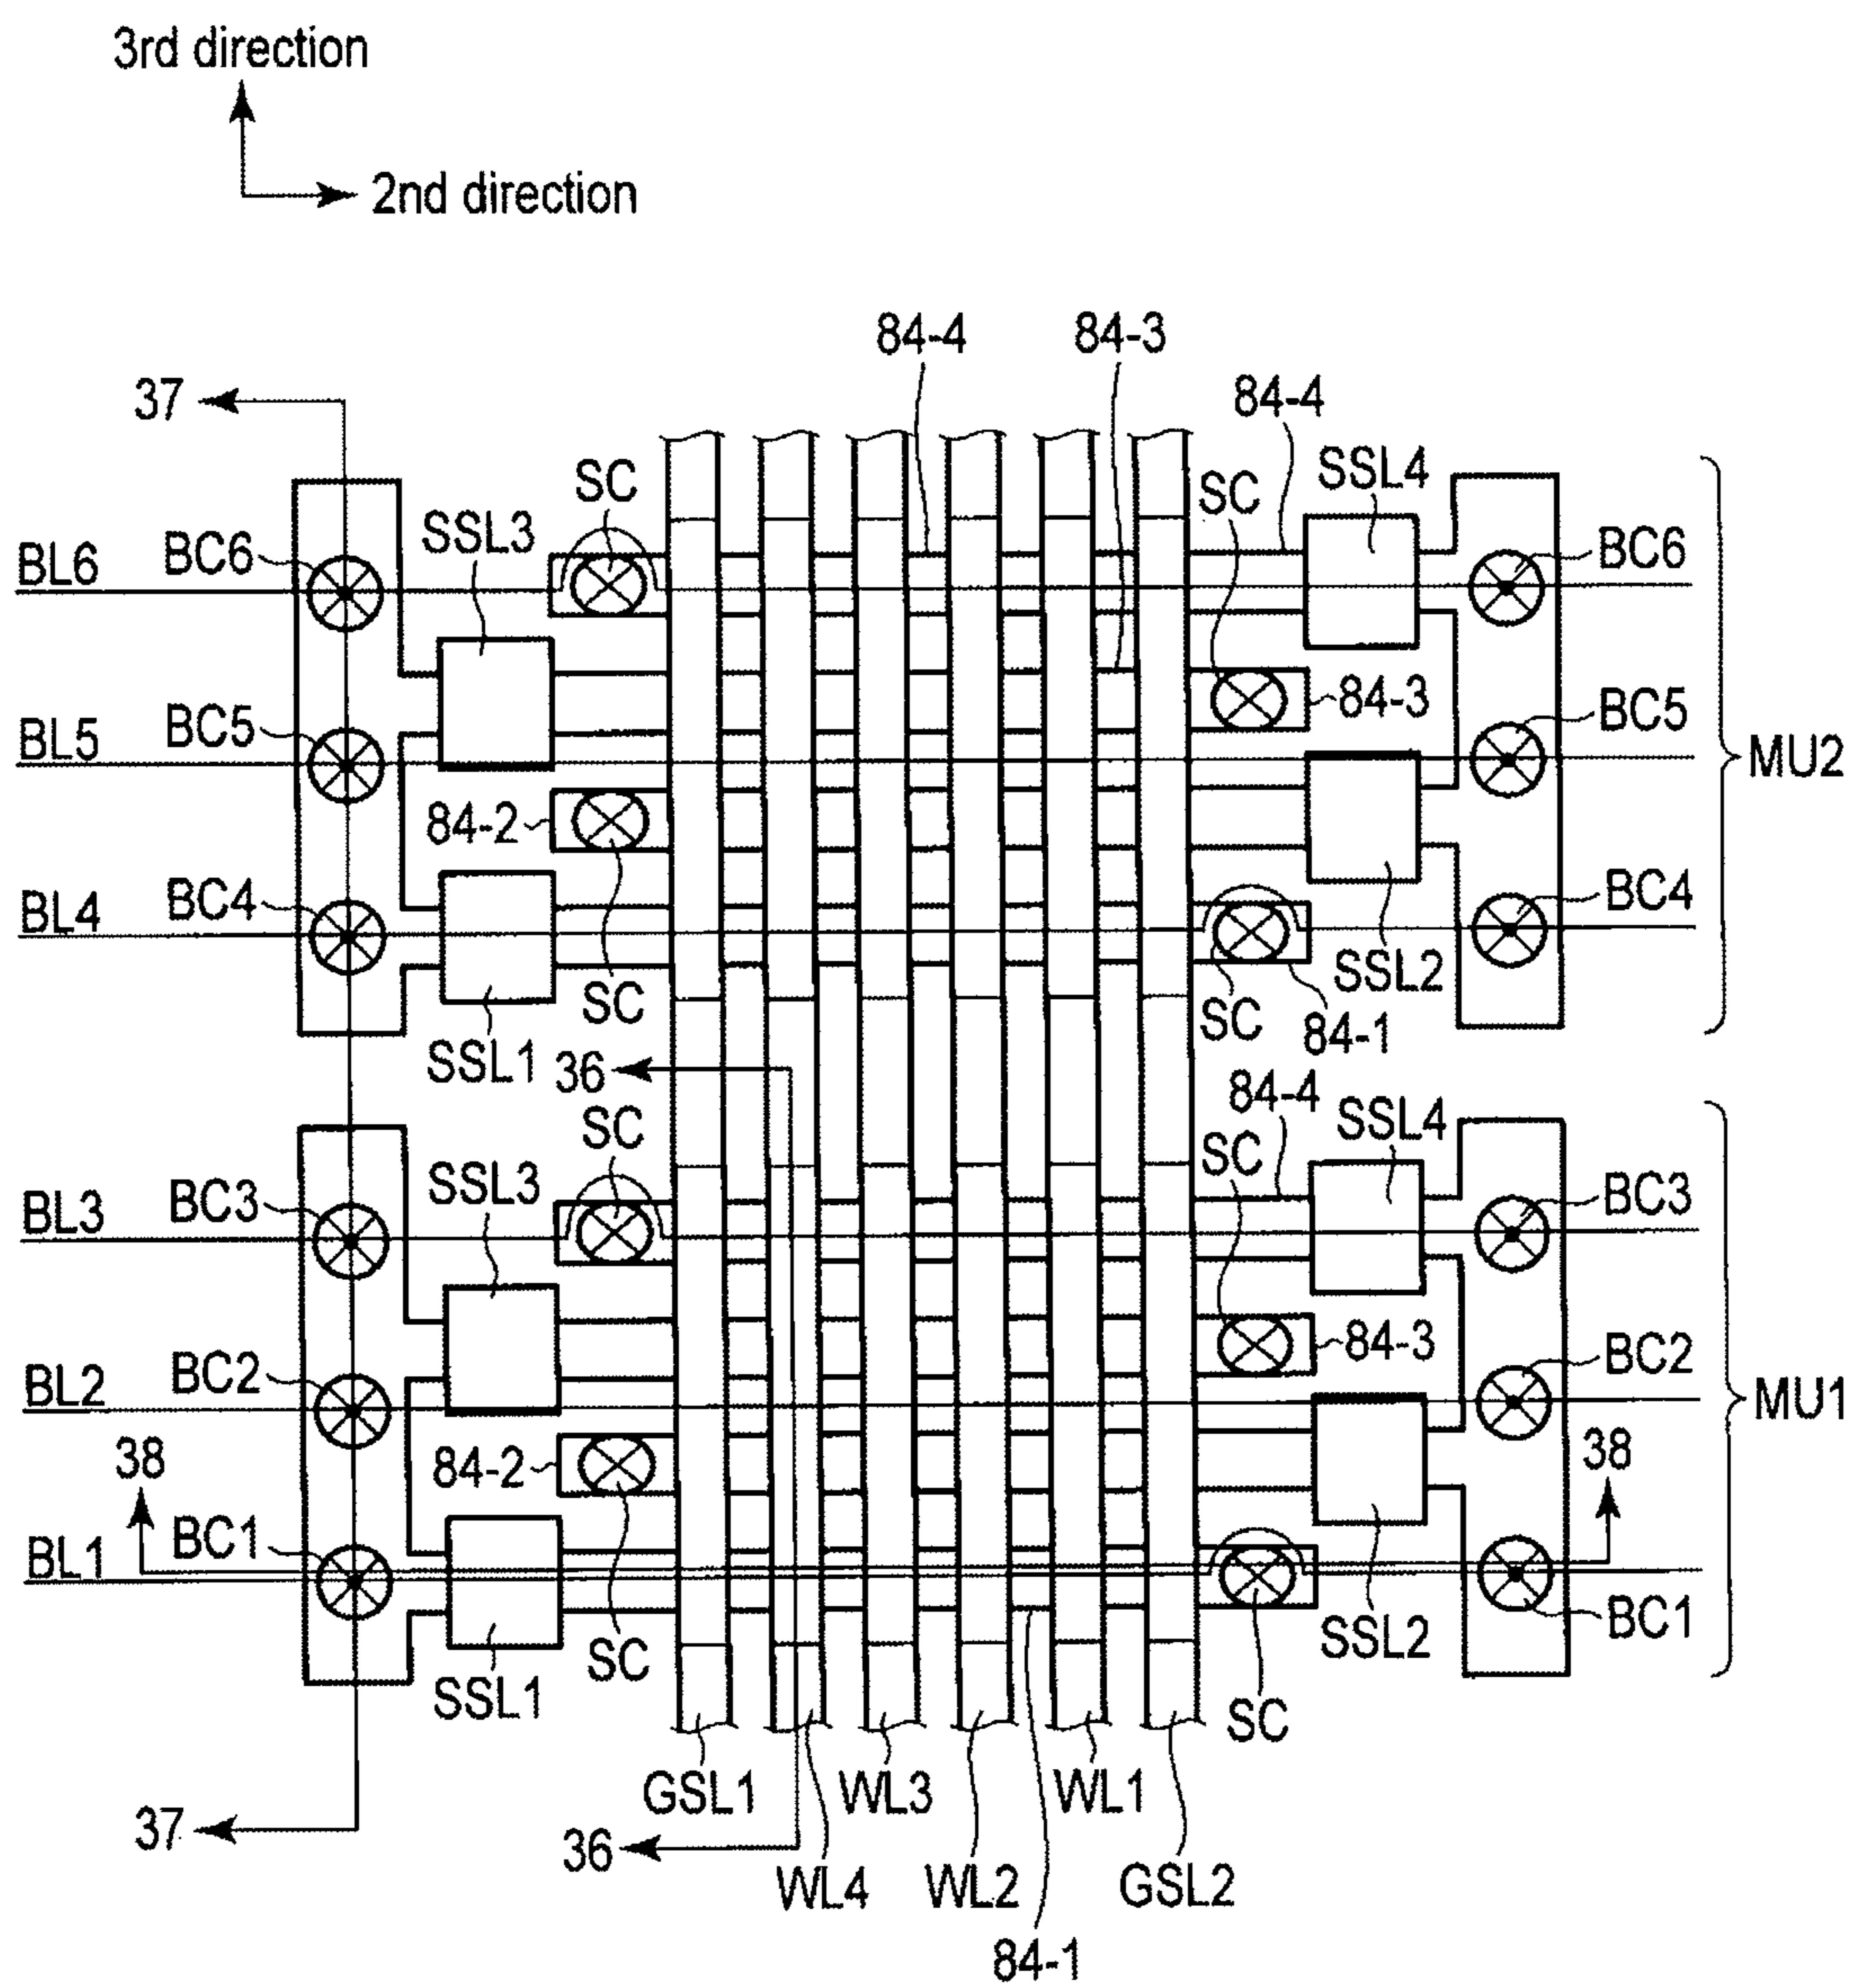 3rd direction
2nd direction
84-4
84-3
37
84-4
SC
SSL4
SC
SSL3
BL6
BC6
BC6
BL5
BC5
84-3
BC5
MU2
84-2
BL4
BC4
BC4
SC
SC
SSL2
84-1
SSL1
36
84-4
SC
SC
SSL4
SSL3
BL3
BC3
BC3
BL2
BC2
84-3
BC2
MU1
38
84-2
38
BL1
BC1
SC
SSL1
SSL2
BC1
SC
GSL1
WL3
WL1
37
36
WL4
WL2
GSL2
84-1